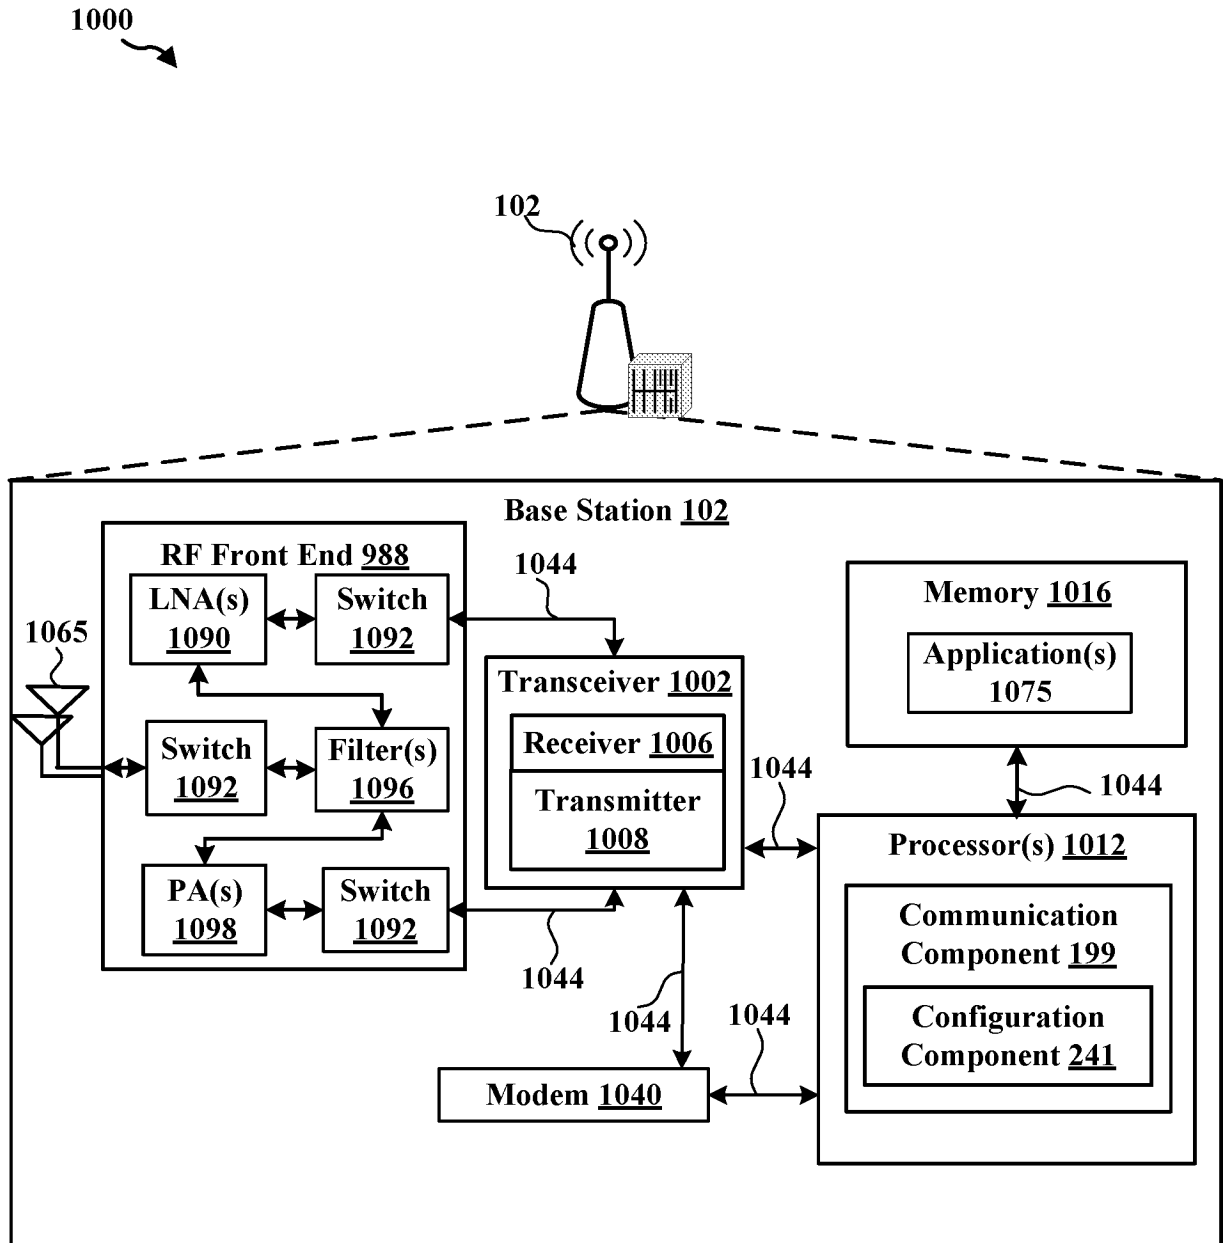 1000
102
Base Station 102
RF Front End 988
LNA(s)
1090
Switch
1092
1044
1065
Switch
1092
Filter(s)
1096
PA(s)
1098
Switch
1092
1044
Transceiver 1002
Receiver 1006
Transmitter
1008
1044
Memory 1016
Application(s)
1075
1044
Processor(s) 1012
Communication
Component 199
Configuration
Component 241
1044
1044
Modem 1040